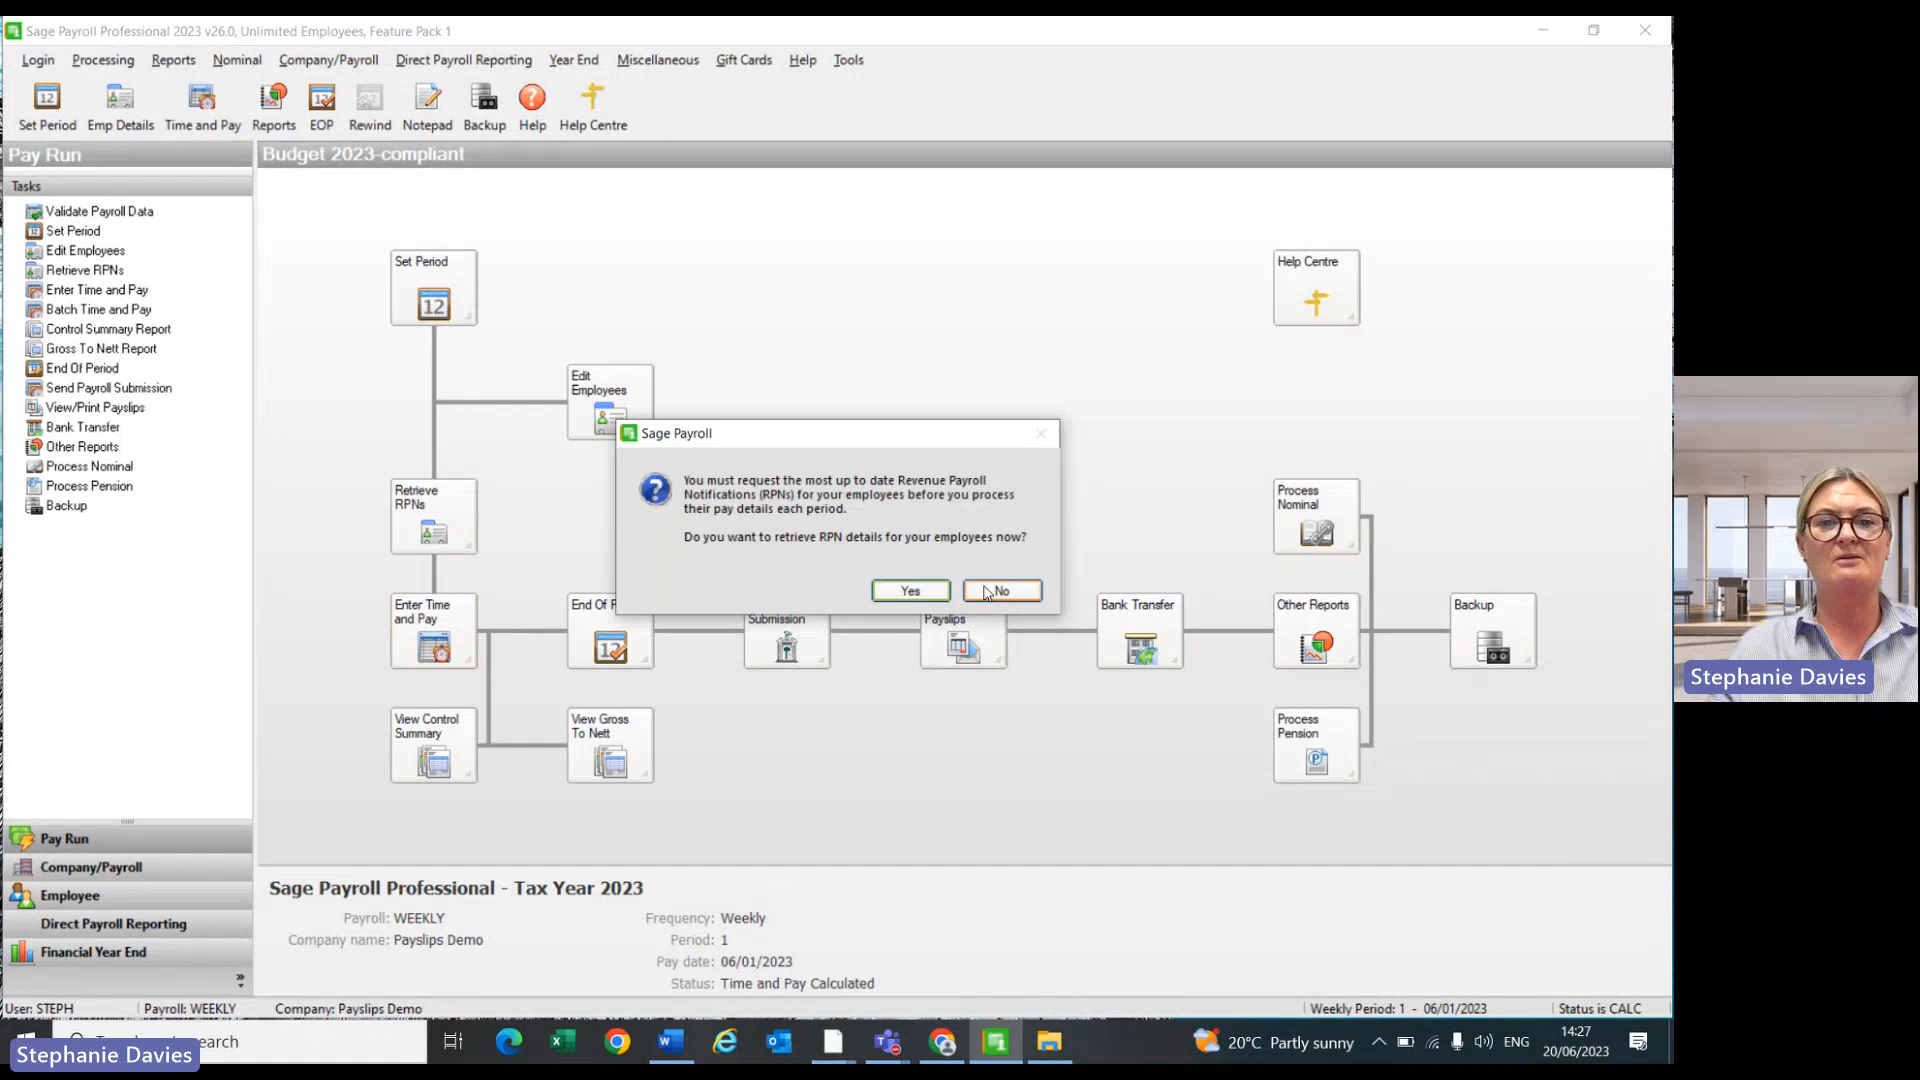 Sage Payroll Professional 2023 v26.0, Unlimited Employees, Feature Pack 1
Login Processing Reports Nominal Company/Payroll Direct Payroll Reporting Year End Miscellaneous Gift Cards Help Tools
12
Set Period Emp Details Time and Pay Reports EOP Rewind Notepad Backup Help Help Centre
Pay Run
Budget 2023-compliant
Tasks
Validate Payroll Data
Set Period
Edit Employees
Retrieve RPNs
Enter Time and Pay
Batch Time and Pay
Control Summary Report
Gross To Nett Report
End Of Period
Send Payroll Submission
View/Print Payslips
Bank Transfer
Other Reports
Process Nominal
Process Pension
Backup
Set Period
12
Help Centre
Edit
Employees
Sage Payroll
You must request the most up to date Revenue Payroll
Notifications (RPNs) for your employees before you process
their pay details each period.
Do you want to retrieve RPN details for your employees now?
Yes No
Retrieve
RPNs
Process
Nominal
Enter Time
and Pay
End Of P
Submission
Payslips
Bank Transfer
Other Reports
Backup
View Control
Summary
View Gross
To Nett
Process
Pension
P
Stephanie Davies
Pay Run
Company/Payroll
Employee
Direct Payroll Reporting
Financial Year End
Sage Payroll Professional - Tax Year 2023
Payroll: WEEKLY
Company name: Payslips Demo
Frequency: Weekly
Period: 1
Pay date: 06/01/2023
Status: Time and Pay Calculated
User: STEPH Payroll: WEEKLY Company: Payslips Demo Weekly Period: 1 - 06/01/2023 Status is CALC
search
20°C Partly sunny ENG
14:27
20/06/2023
Stephanie Davies